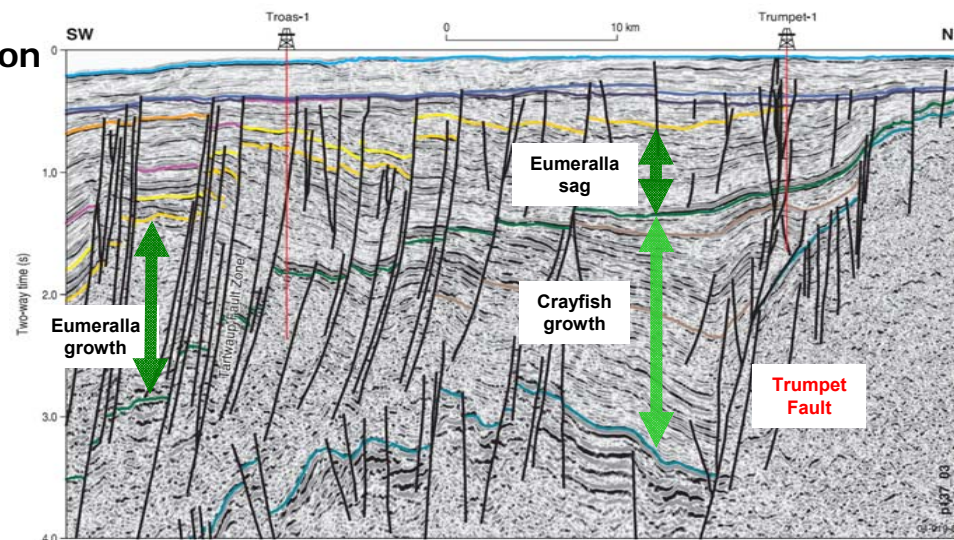 on
SW
Troas-1
0
10 km
Trumpet-1
N
0
1.0
2.0
3.0
4.0
Two-way time (s)
Eumeralla
sag
Eumeralla
growth
Tartwaup Fault Zone
Crayfish
growth
Trumpet
Fault